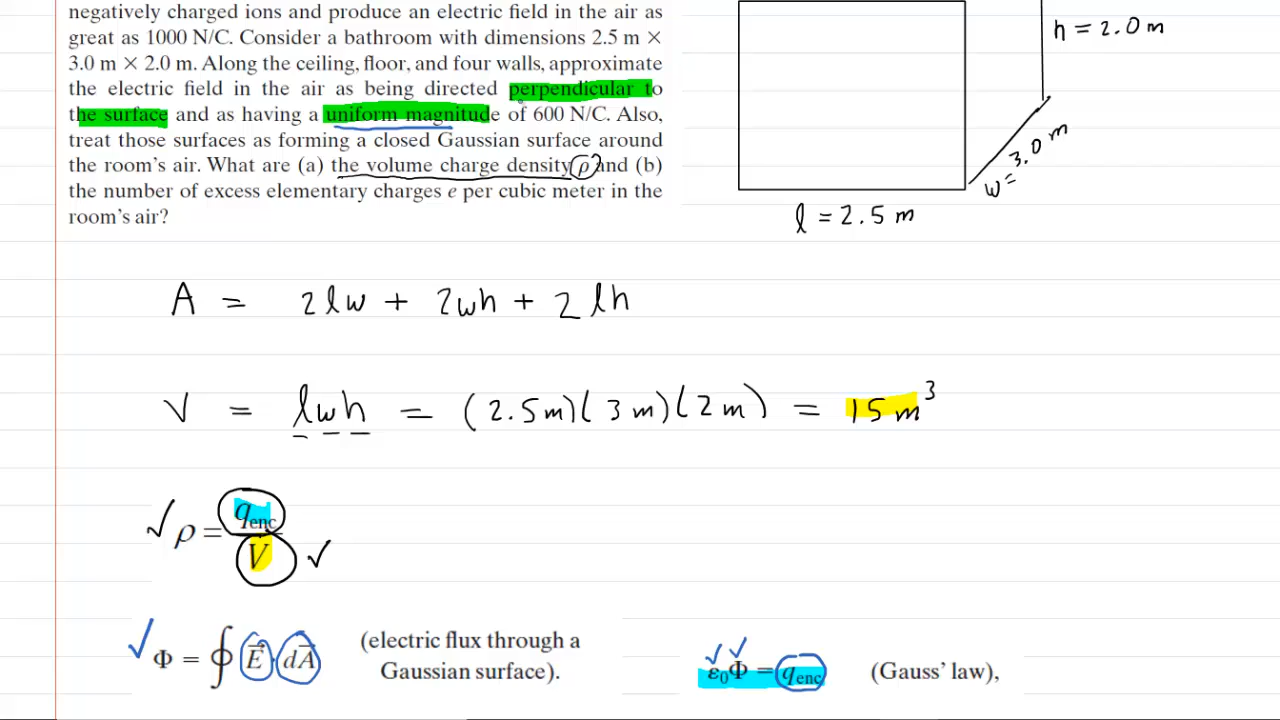 negatively charged ions and produce an electric field in the air as
great as 1000 N/C. Consider a bathroom with dimensions 2.5 m ×
3.0 m × 2.0 m. Along the ceiling, floor, and four walls, approximate
the electric field in the air as being directed perpendicular to
the surface and as having a uniform magnitude of 600 N/C. Also,
treat those surfaces as forming a closed Gaussian surface around
the room's air. What are (a) the volume charge density ρ and (b)
the number of excess elementary charges e per cubic meter in the
room's air?
h = 2.0 m
w = 3.0 m
l = 2.5 m
A = 2lw + 2wh + 2lh
V = lwh = (2.5m)(3m)(2m) = 15 m³
✓ ρ = q_enc / V ✓
✓ Φ = ∮ E⃗ · dA⃗ (electric flux through a
Gaussian surface).
✓ ✓
ε₀Φ = q_enc (Gauss' law),